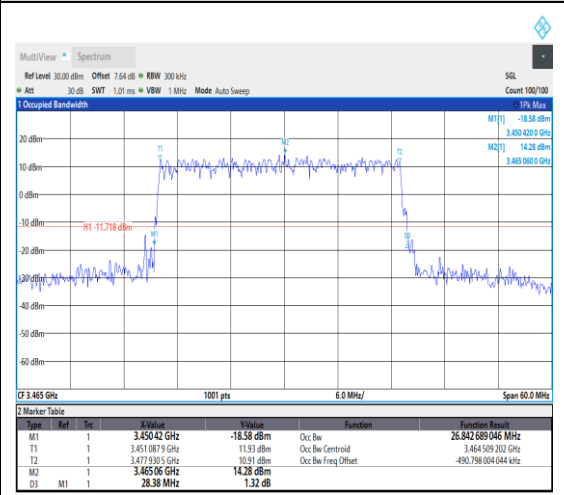 MultiView Spectrum
Ref Level 30.00 dBm Offset 7.64 dB RBW 300 kHz SGL
Att 30 dB SWT 1.01 ms VBW 1 MHz Mode Auto Sweep Count 100/100
1 Occupied Bandwidth 1Pk Max
M1[1] -18.58 dBm
3.450 420 0 GHz
M2[1] 14.28 dBm
3.465 060 0 GHz
20 dBm
T1
M2
T2
10 dBm
0 dBm
-10 dBm
H1 -11.718 dBm
M1
D3
-20 dBm
-30 dBm
-40 dBm
-50 dBm
-60 dBm
CF 3.465 GHz 1001 pts 6.0 MHz/ Span 60.0 MHz
2 Marker Table
Type Ref Trc X-Value Y-Value Function Function Result
M1 1 3.45042 GHz -18.58 dBm Occ Bw 26.842 689 046 MHz
T1 1 3.451 087 9 GHz 11.93 dBm Occ Bw Centroid 3.464 509 202 GHz
T2 1 3.477 930 5 GHz 10.91 dBm Occ Bw Freq Offset -490.798 004 044 kHz
M2 1 3.46506 GHz 14.28 dBm
D3 M1 1 28.38 MHz 1.32 dB